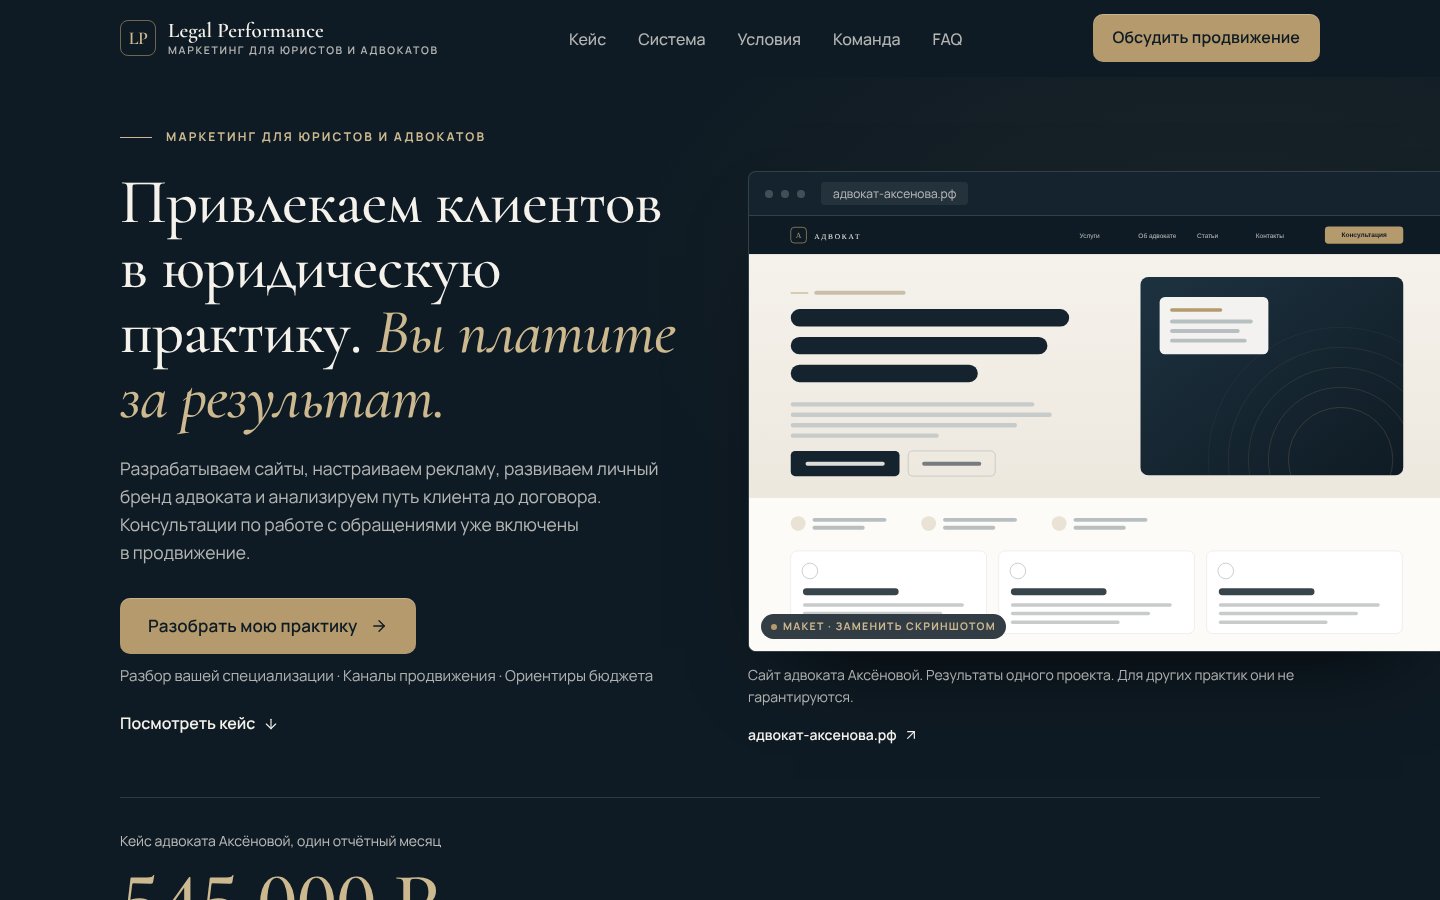 LP
Legal Performance
МАРКЕТИНГ ДЛЯ ЮРИСТОВ И АДВОКАТОВ
Кейс
Система
Условия
Команда
FAQ
Обсудить продвижение
МАРКЕТИНГ ДЛЯ ЮРИСТОВ И АДВОКАТОВ
Привлекаем клиентов
в юридическую
практику. Вы платите
за результат.
Разрабатываем сайты, настраиваем рекламу, развиваем личный
бренд адвоката и анализируем путь клиента до договора.
Консультации по работе с обращениями уже включены
в продвижение.
Разобрать мою практику →
Разбор вашей специализации · Каналы продвижения · Ориентиры бюджета
Посмотреть кейс ↓
адвокат-аксенова.рф
А
АДВОКАТ
Услуги
Об адвокате
Статьи
Контакты
Консультация
МАКЕТ · ЗАМЕНИТЬ СКРИНШОТОМ
Сайт адвоката Аксёновой. Результаты одного проекта. Для других практик они не
гарантируются.
адвокат-аксенова.рф ↗
Кейс адвоката Аксёновой, один отчётный месяц
545 000 ₽